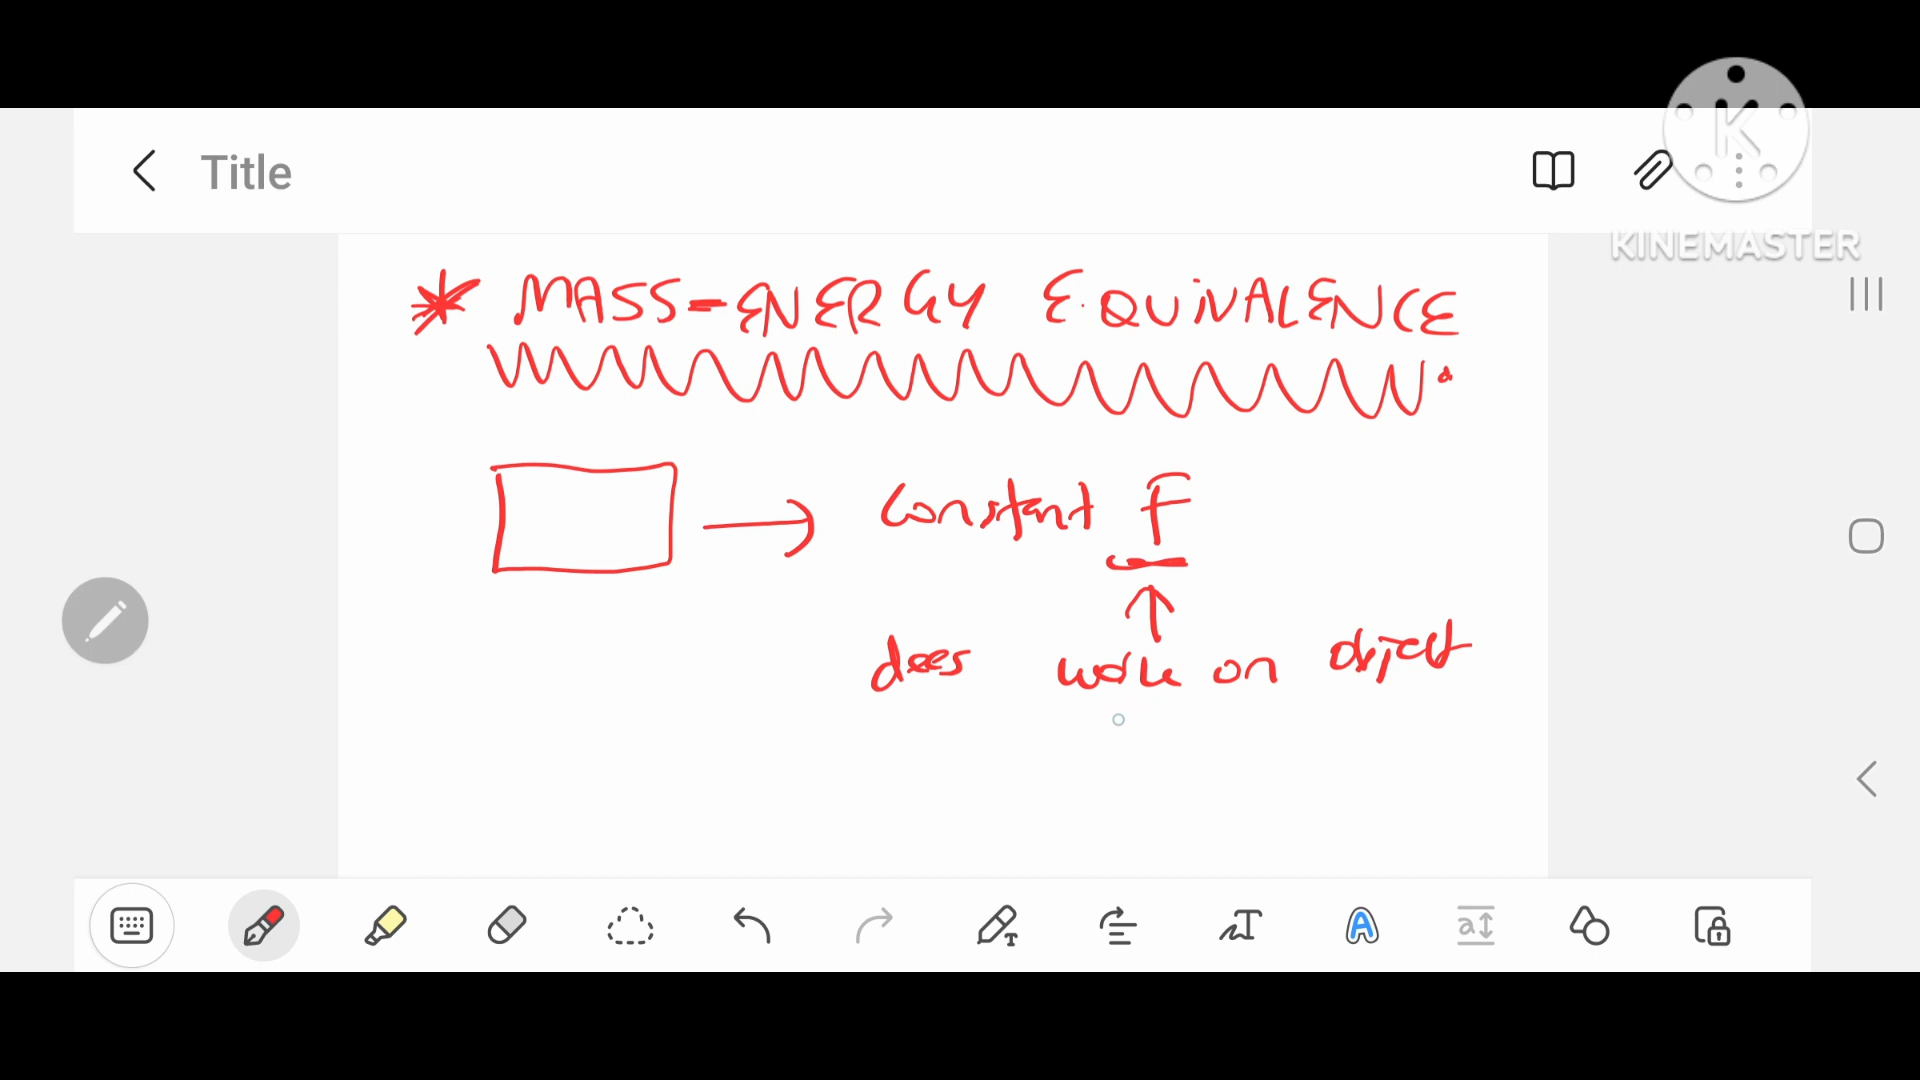 Title
KINEMASTER
* MASS-ENERGY EQUIVALENCE
constant F
does work on object